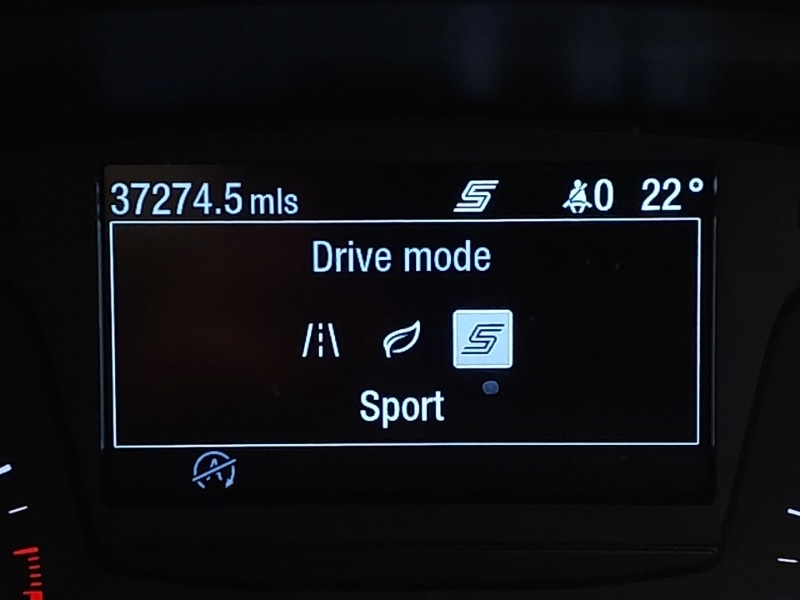 37274.5 mls S 0 22°
Drive mode
S
Sport
A